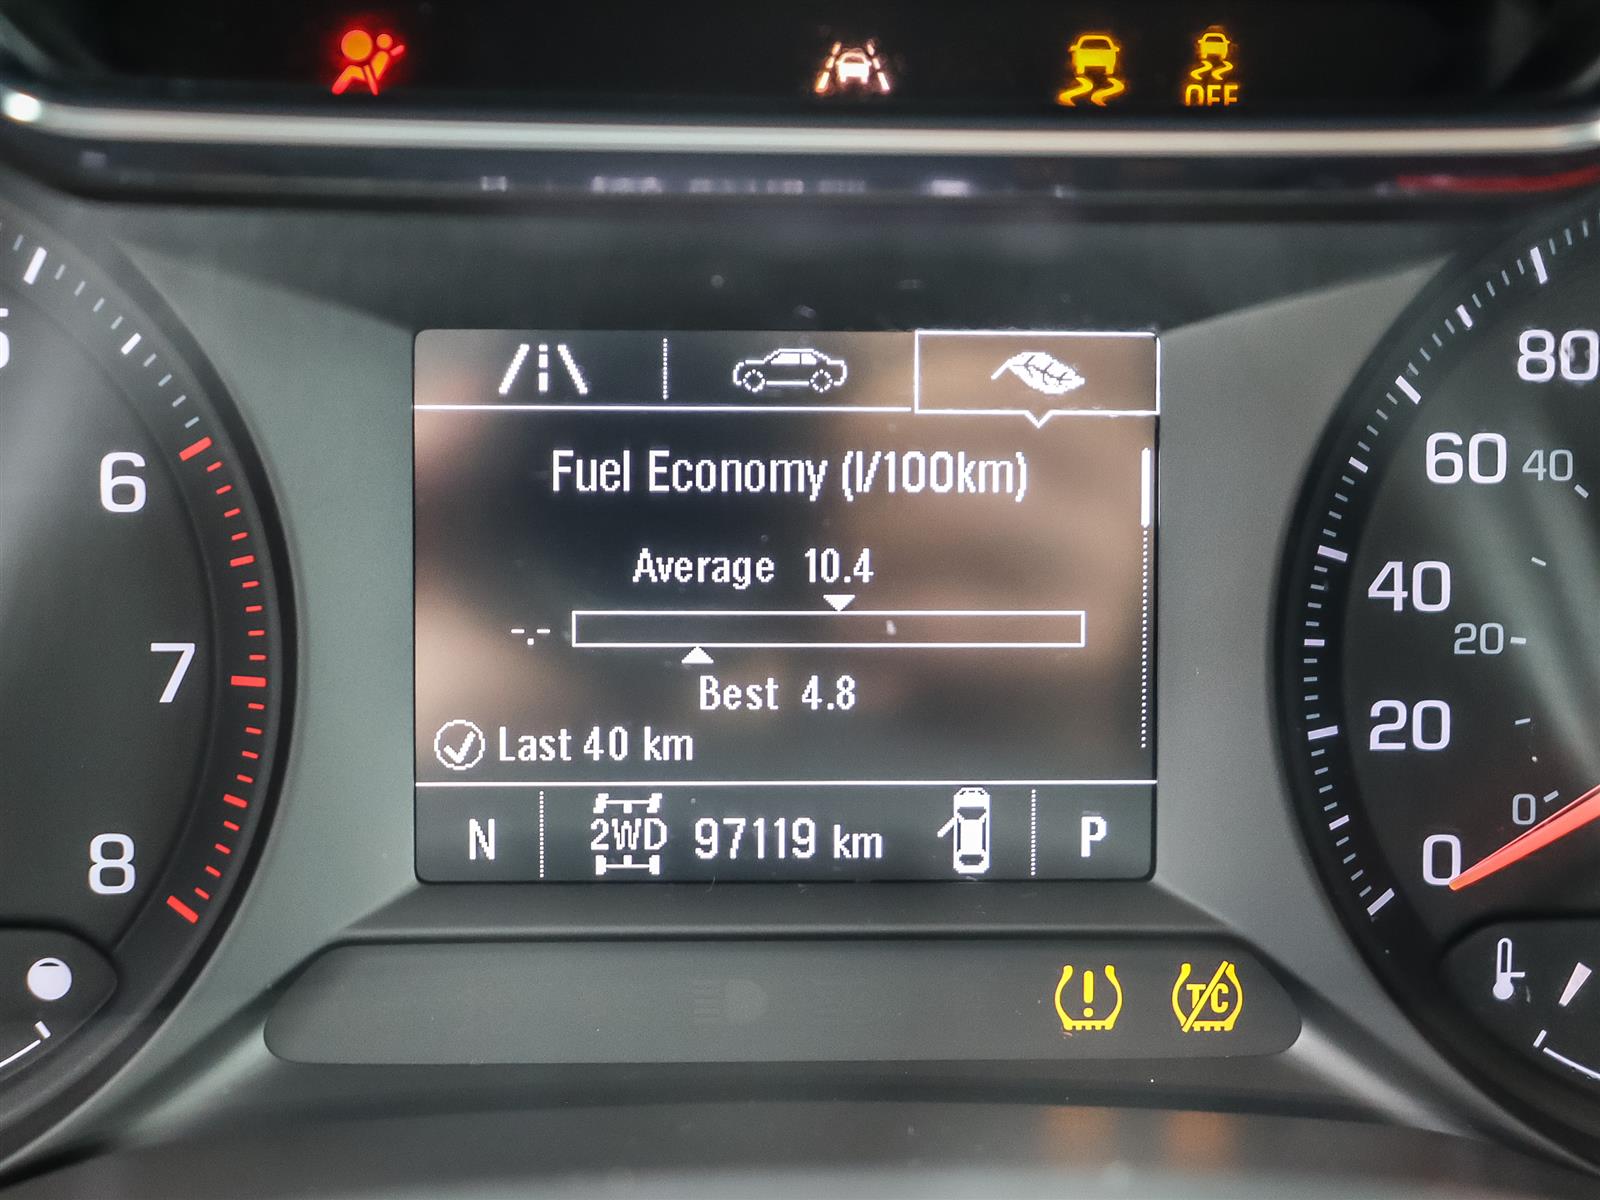 OFF
Fuel Economy (l/100km)
Average 10.4
-.-
Best 4.8
Last 40 km
N 2WD 97119 km P
6
7
8
80
60 40
40
20
20
0
0
TC